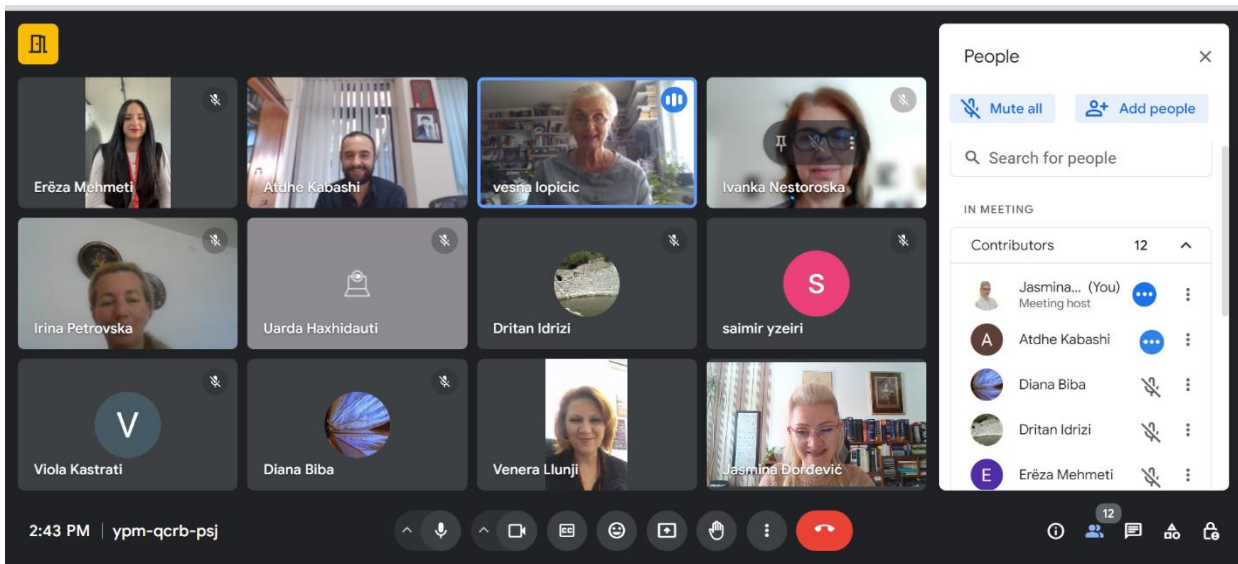 People
Mute all
Add people
Search for people
IN MEETING
Contributors 12
Jasmina... (You)
Meeting host
A Atdhe Kabashi
Diana Biba
Dritan Idrizi
E Erëza Mehmeti
Erëza Mehmeti
Atdhe Kabashi
vesna lopicic
Ivanka Nestoroska
Irina Petrovska
Uarda Haxhidauti
Dritan Idrizi
S
saimir yzeiri
V
Viola Kastrati
Diana Biba
Venera Llunji
Jasmina Đorđević
2:43 PM | ypm-qcrb-psj
CC
12